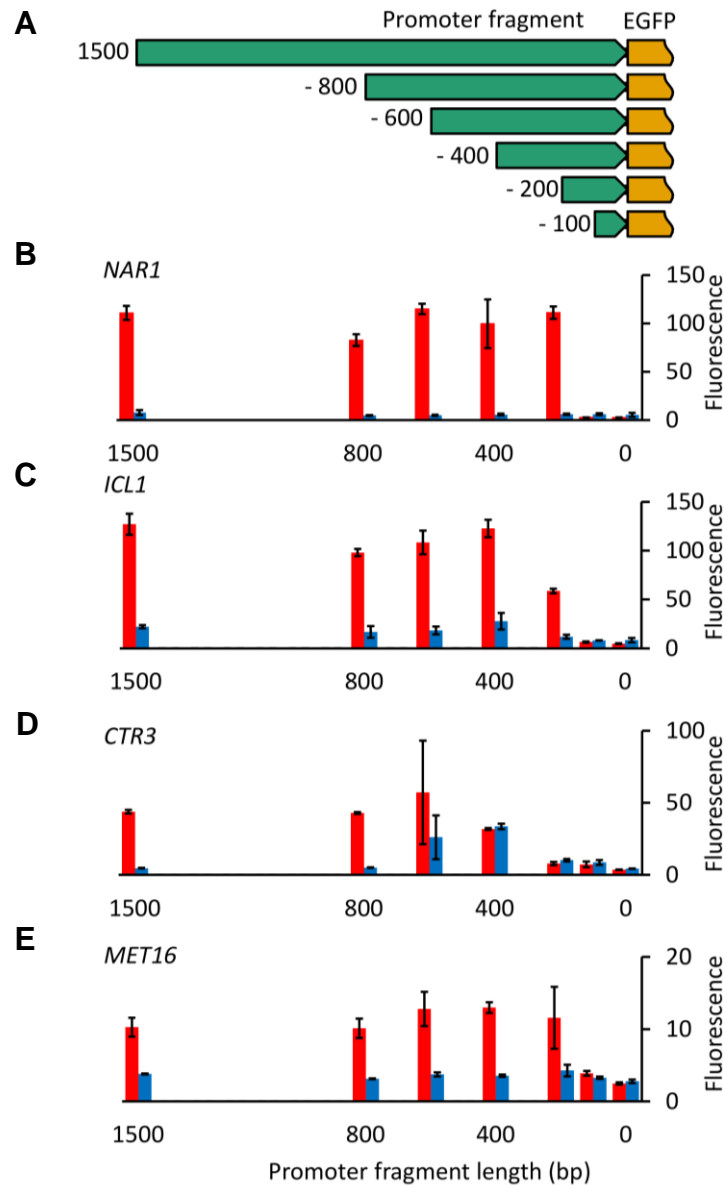 A
Promoter fragment EGFP
1500
- 800
- 600
- 400
- 200
- 100
B
NAR1
150
100
50
0
Fluorescence
1500 800 400 0
C
ICL1
150
100
50
0
Fluorescence
1500 800 400 0
D
CTR3
100
50
0
Fluorescence
1500 800 400 0
E
MET16
20
10
0
Fluorescence
1500 800 400 0
Promoter fragment length (bp)